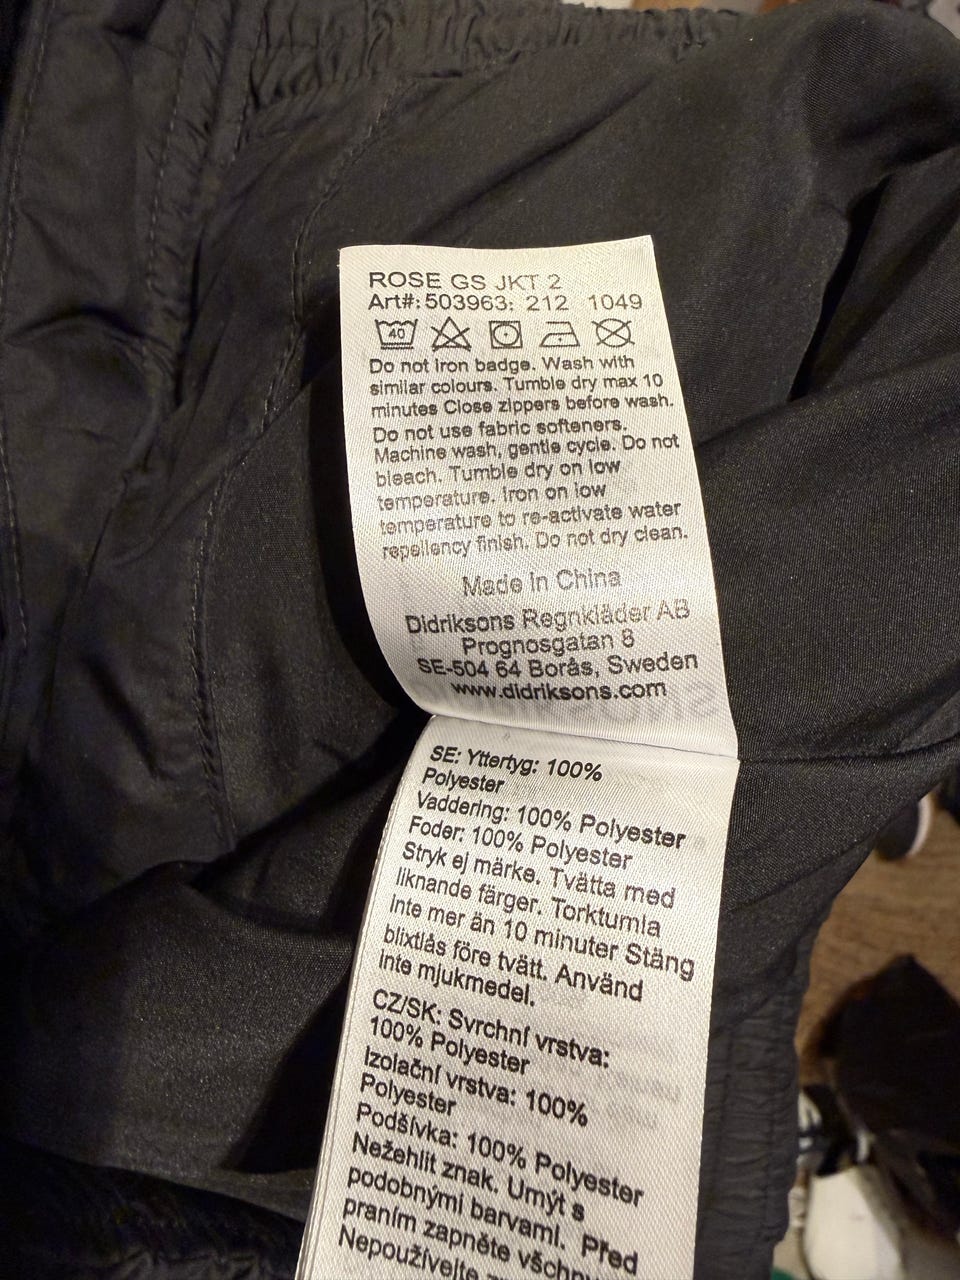 ROSE GS JKT 2
Art#: 503963: 212 1049
40
Do not iron badge. Wash with
similar colours. Tumble dry max 10
minutes Close zippers before wash.
Do not use fabric softeners.
Machine wash, gentle cycle. Do not
bleach. Tumble dry on low
temperature. Iron on low
temperature to re-activate water
repellency finish. Do not dry clean.
Made in China
Didriksons Regnkläder AB
Prognosgatan 8
SE-504 64 Borås, Sweden
www.didriksons.com
SE: Yttertyg: 100%
Polyester
Vaddering: 100% Polyester
Foder: 100% Polyester
Stryk ej märke. Tvätta med
liknande färger. Torktumla
inte mer än 10 minuter Stäng
blixtlås före tvätt. Använd
inte mjukmedel.
CZ/SK: Svrchní vrstva:
100% Polyester
Izolační vrstva: 100%
Polyester
Podšívka: 100% Polyester
Nežehlit znak. Umýt s
podobnými barvami. Před
praním zapněte všechny
Nepoužívejte